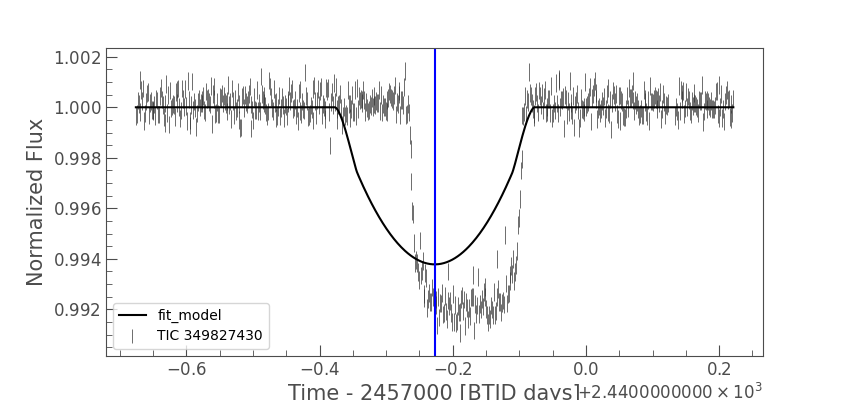 1.002
1.000
0.998
0.996
0.994
0.992
Normalized Flux
fit_model
TIC 349827430
−0.6
−0.4
−0.2
0.0
0.2
Time - 2457000 [BTJD days]
+2.4400000000 × 10³